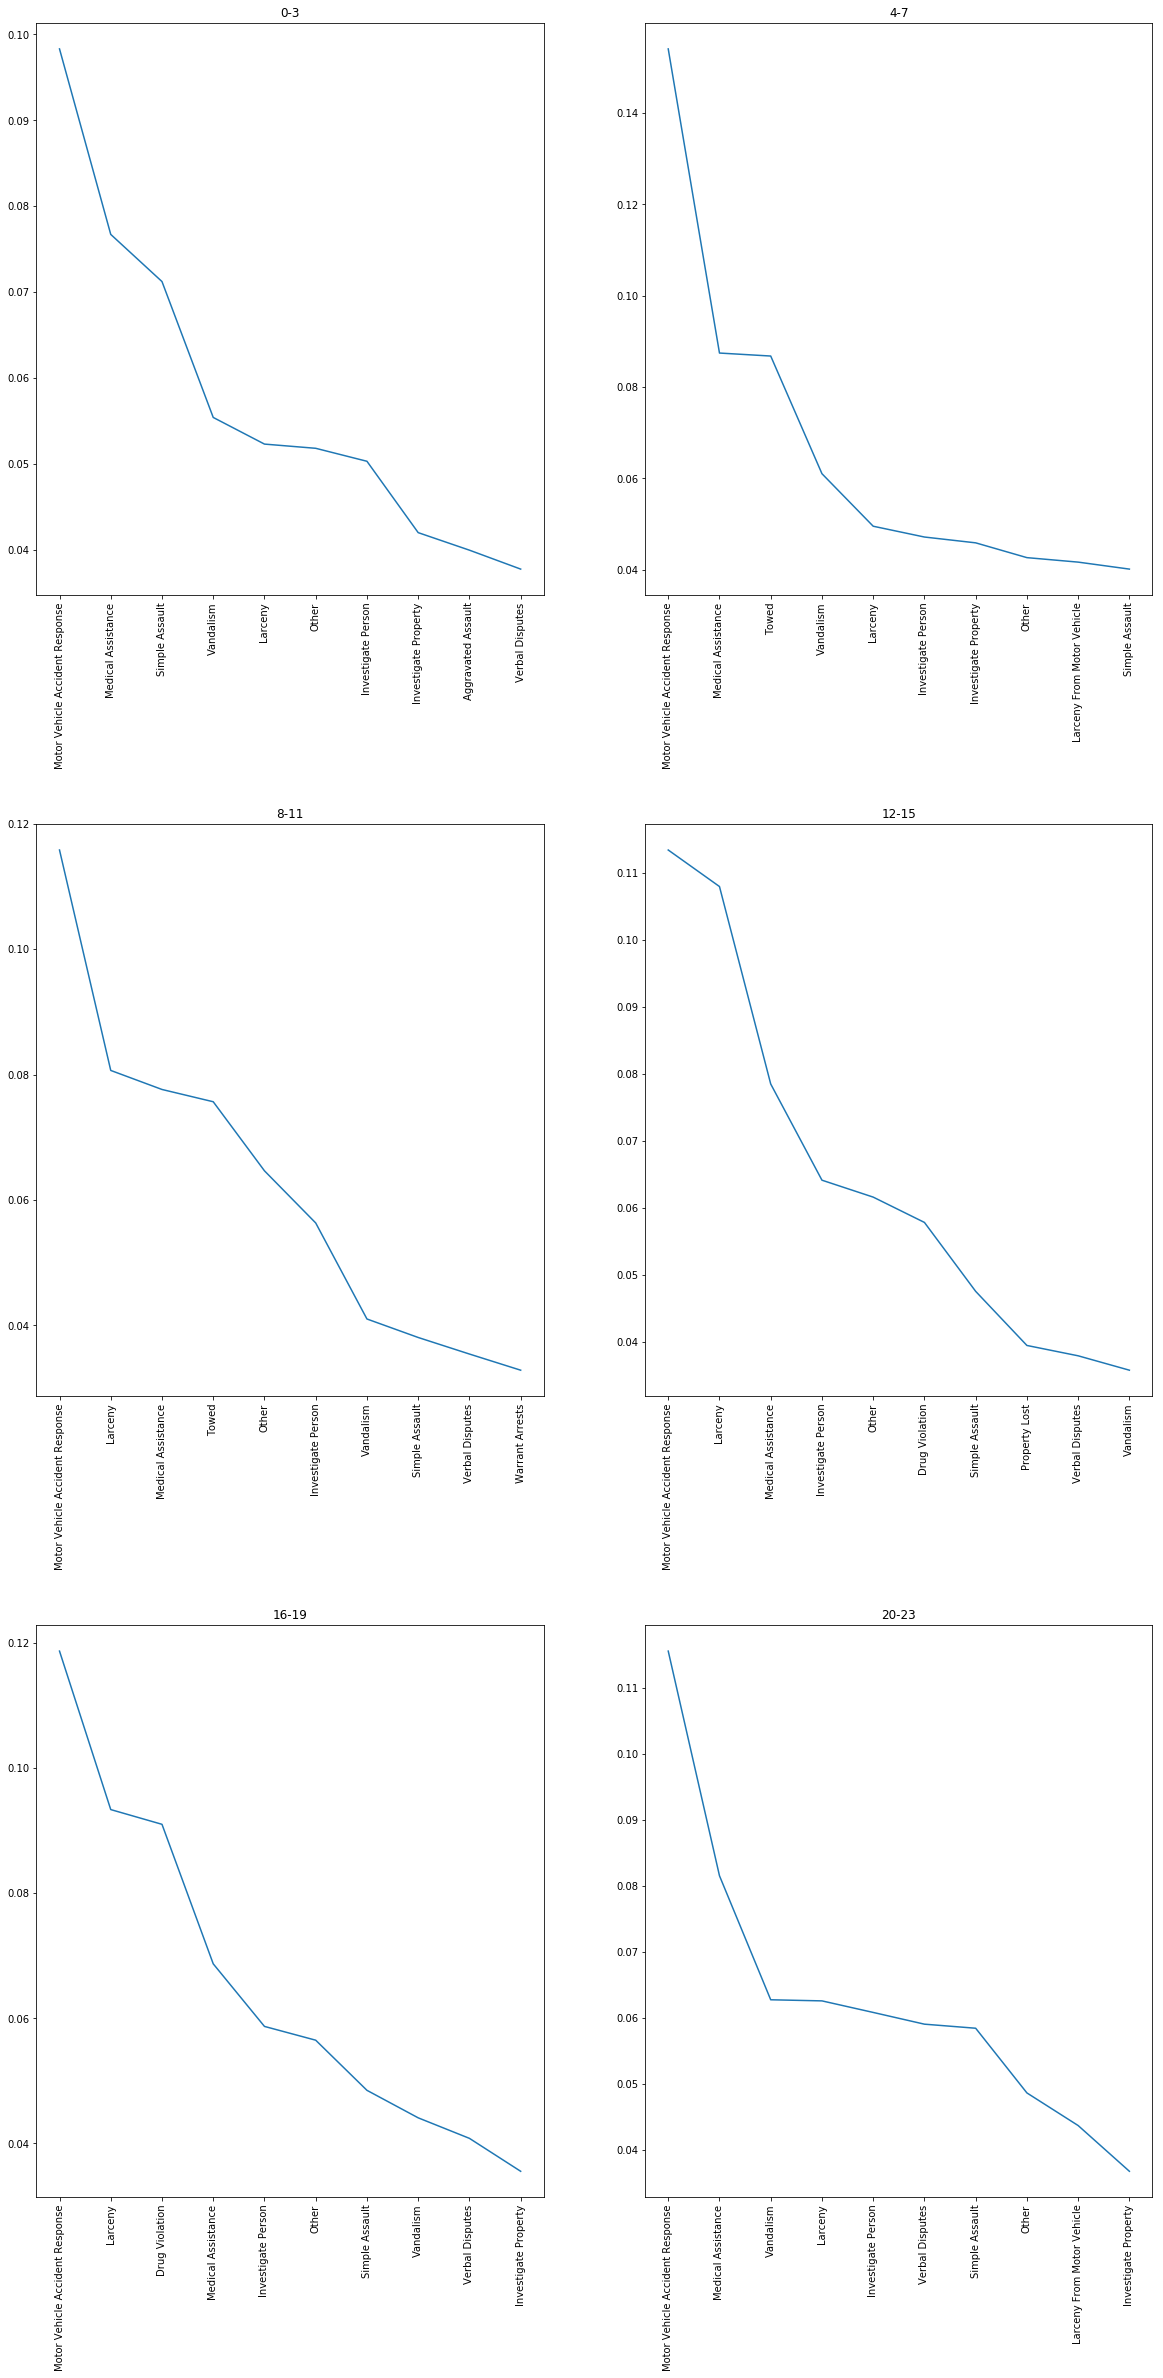 0-3
0.10
0.09
0.08
0.07
0.06
0.05
0.04
Motor Vehicle Accident Response
Medical Assistance
Simple Assault
Vandalism
Larceny
Other
Investigate Person
Investigate Property
Aggravated Assault
Verbal Disputes
4-7
0.14
0.12
0.10
0.08
0.06
0.04
Motor Vehicle Accident Response
Medical Assistance
Towed
Vandalism
Larceny
Investigate Person
Investigate Property
Other
Larceny From Motor Vehicle
Simple Assault
8-11
0.12
0.10
0.08
0.06
0.04
Motor Vehicle Accident Response
Larceny
Medical Assistance
Towed
Other
Investigate Person
Vandalism
Simple Assault
Verbal Disputes
Warrant Arrests
12-15
0.11
0.10
0.09
0.08
0.07
0.06
0.05
0.04
Motor Vehicle Accident Response
Larceny
Medical Assistance
Investigate Person
Other
Drug Violation
Simple Assault
Property Lost
Verbal Disputes
Vandalism
16-19
0.12
0.10
0.08
0.06
0.04
Motor Vehicle Accident Response
Larceny
Drug Violation
Medical Assistance
Investigate Person
Other
Simple Assault
Vandalism
Verbal Disputes
Investigate Property
20-23
0.11
0.10
0.09
0.08
0.07
0.06
0.05
0.04
Motor Vehicle Accident Response
Medical Assistance
Vandalism
Larceny
Investigate Person
Verbal Disputes
Simple Assault
Other
Larceny From Motor Vehicle
Investigate Property